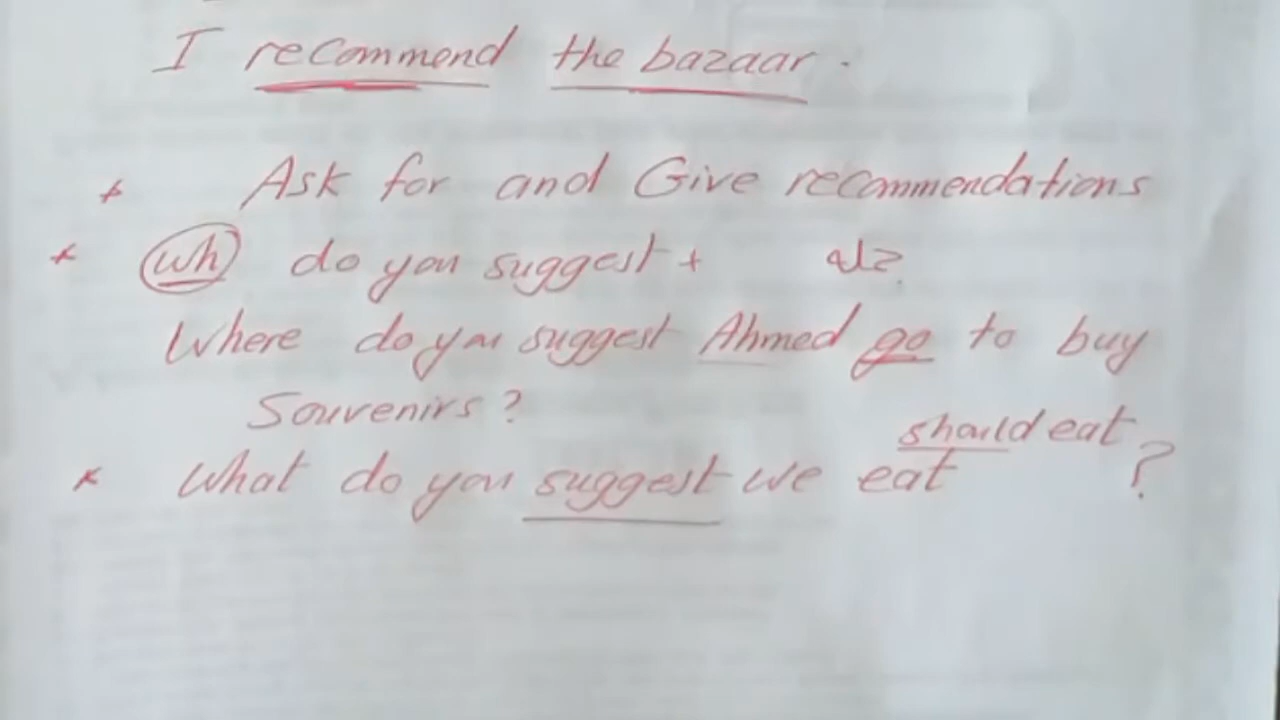 I recommend the bazaar.
* Ask for and Give recommendations
* wh do you suggest + جملة
Where do you suggest Ahmed go to buy
Souvenirs?
should eat
* What do you suggest we eat ?